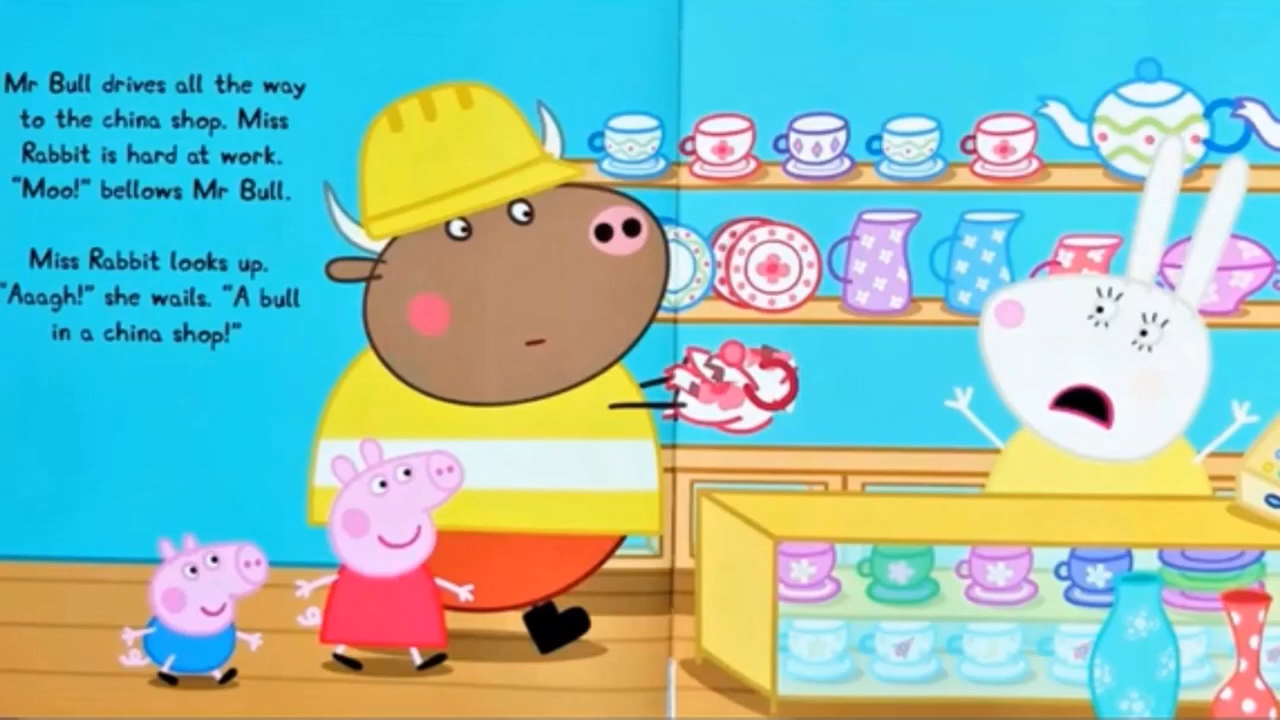 Mr Bull drives all the way
to the china shop. Miss
Rabbit is hard at work.
"Moo!" bellows Mr Bull.
Miss Rabbit looks up.
"Aaagh!" she wails. "A bull
in a china shop!"